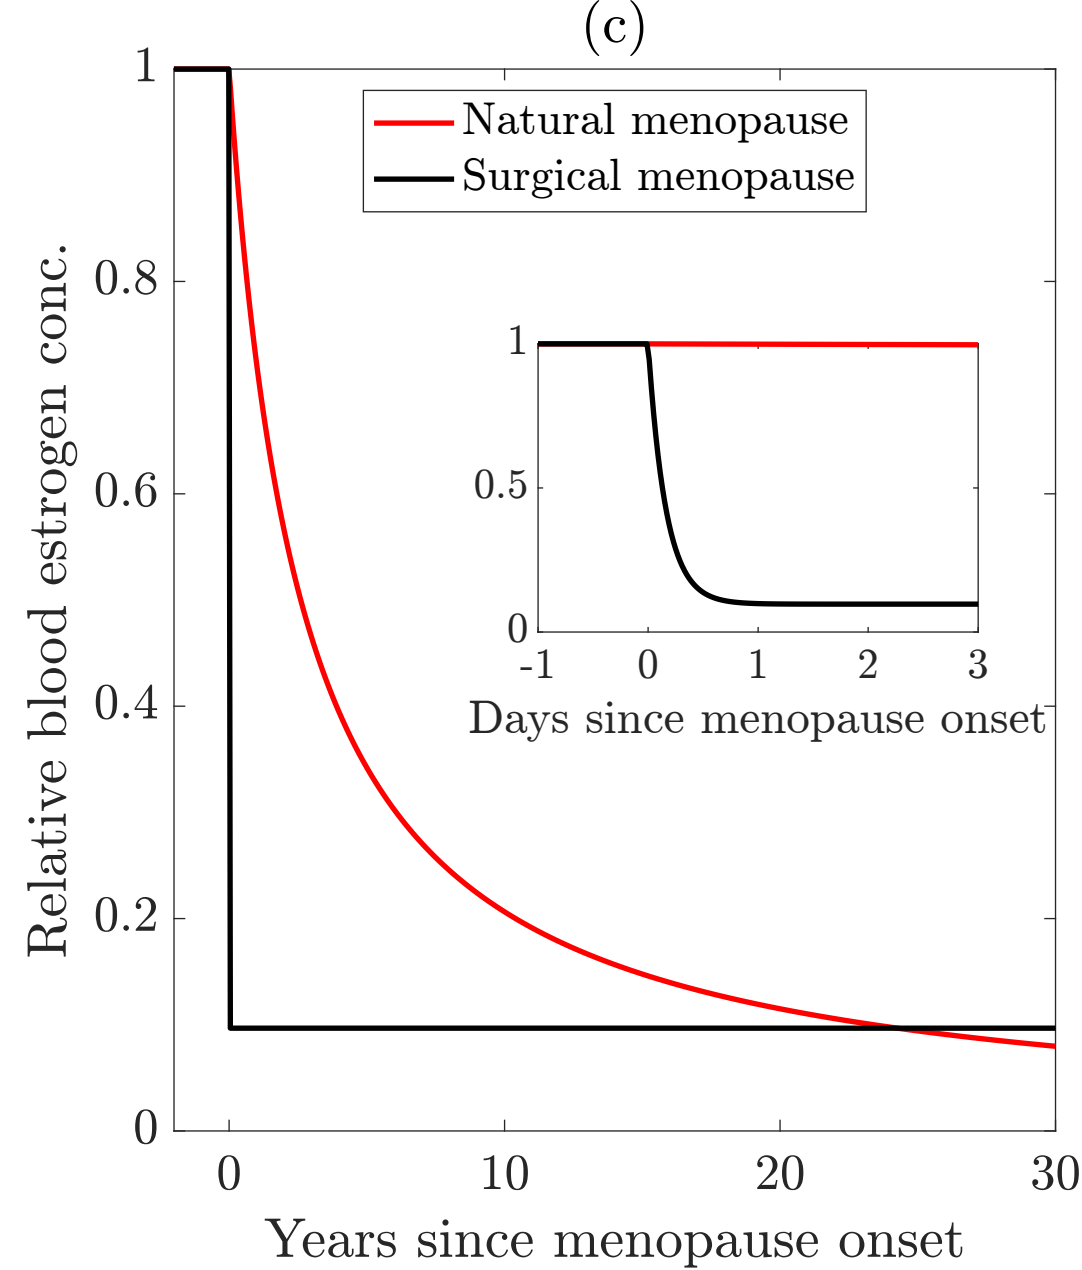 (c)
Natural menopause
Surgical menopause
Relative blood estrogen conc.
1
0.8
0.6
0.4
0.2
0
0 10 20 30
Years since menopause onset
1
0.5
0
-1 0 1 2 3
Days since menopause onset